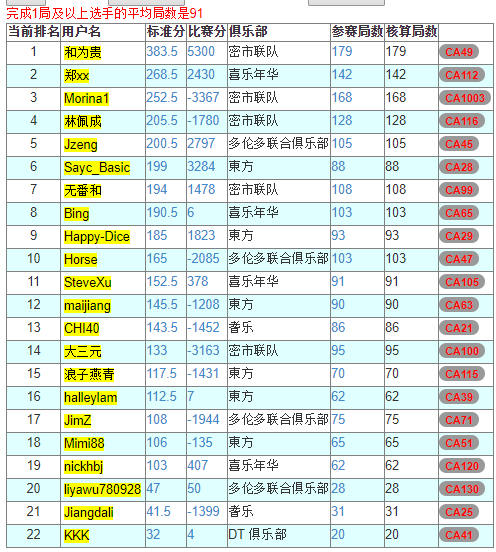 完成1局及以上选手的平均局数是91
当前排名 用户名 标准分 比赛分 俱乐部 参赛局数 核算局数
1 和为贵 383.5 5300 密市联队 179 179 CA49
2 郑xx 268.5 2430 喜乐年华 142 142 CA112
3 Morina1 252.5 -3367 密市联队 168 168 CA1003
4 林佩成 205.5 -1780 密市联队 128 128 CA116
5 Jzeng 200.5 2797 多伦多联合俱乐部 105 105 CA45
6 Sayc_Basic 199 3284 東方 88 88 CA28
7 无番和 194 1478 密市联队 108 108 CA99
8 Bing 190.5 6 喜乐年华 103 103 CA65
9 Happy-Dice 185 1823 東方 93 93 CA29
10 Horse 165 -2085 多伦多联合俱乐部 103 103 CA47
11 SteveXu 152.5 378 喜乐年华 91 91 CA105
12 maijiang 145.5 -1208 東方 90 90 CA63
13 CHI40 143.5 -1452 耆乐 86 86 CA21
14 大三元 133 -3163 密市联队 95 95 CA100
15 浪子燕青 117.5 -1431 東方 70 70 CA115
16 halleylam 112.5 7 東方 62 62 CA39
17 JimZ 108 -1944 多伦多联合俱乐部 75 75 CA71
18 Mimi88 106 -135 東方 65 65 CA51
19 nickhbj 103 407 喜乐年华 62 62 CA120
20 liyawu780928 47 50 多伦多联合俱乐部 28 28 CA130
21 Jiangdali 41.5 -1399 耆乐 31 31 CA25
22 KKK 32 4 DT 俱乐部 20 20 CA41